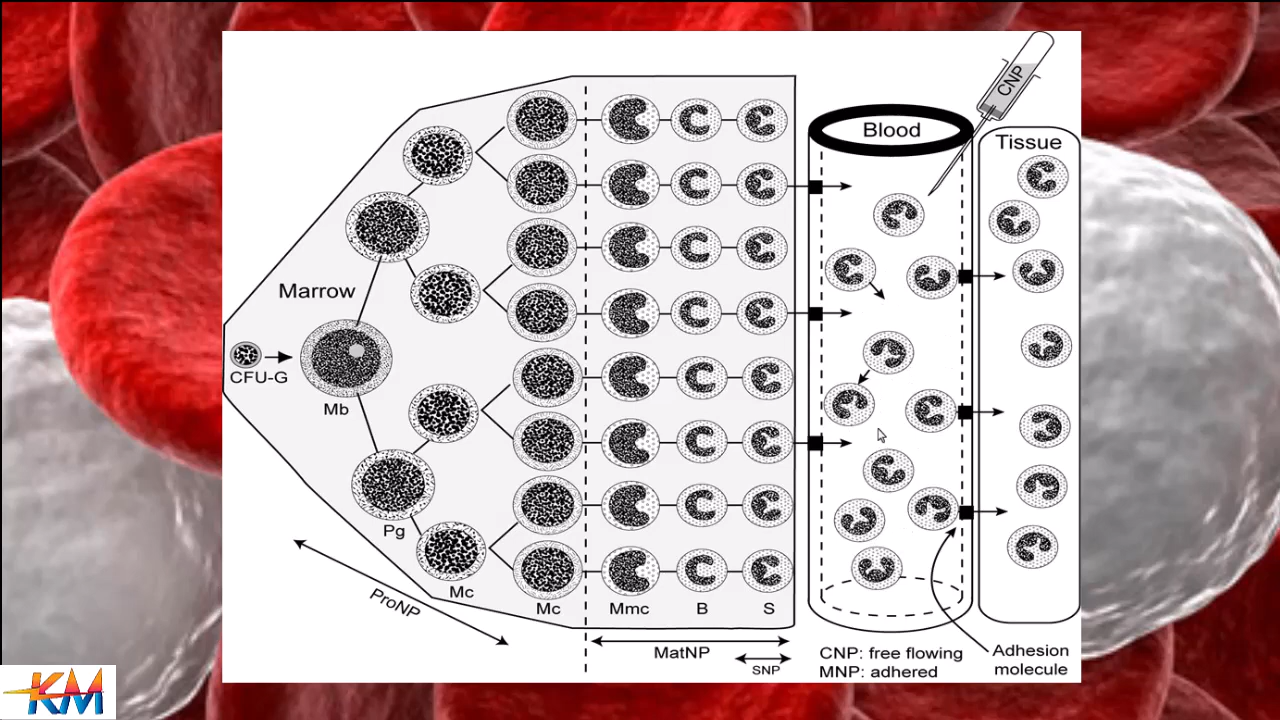 CNP
Blood
Tissue
Marrow
CFU-G
Mb
Pg
Mc
Mc
Mmc
B
S
ProNP
MatNP
SNP
CNP: free flowing
MNP: adhered
Adhesion
molecule
KM